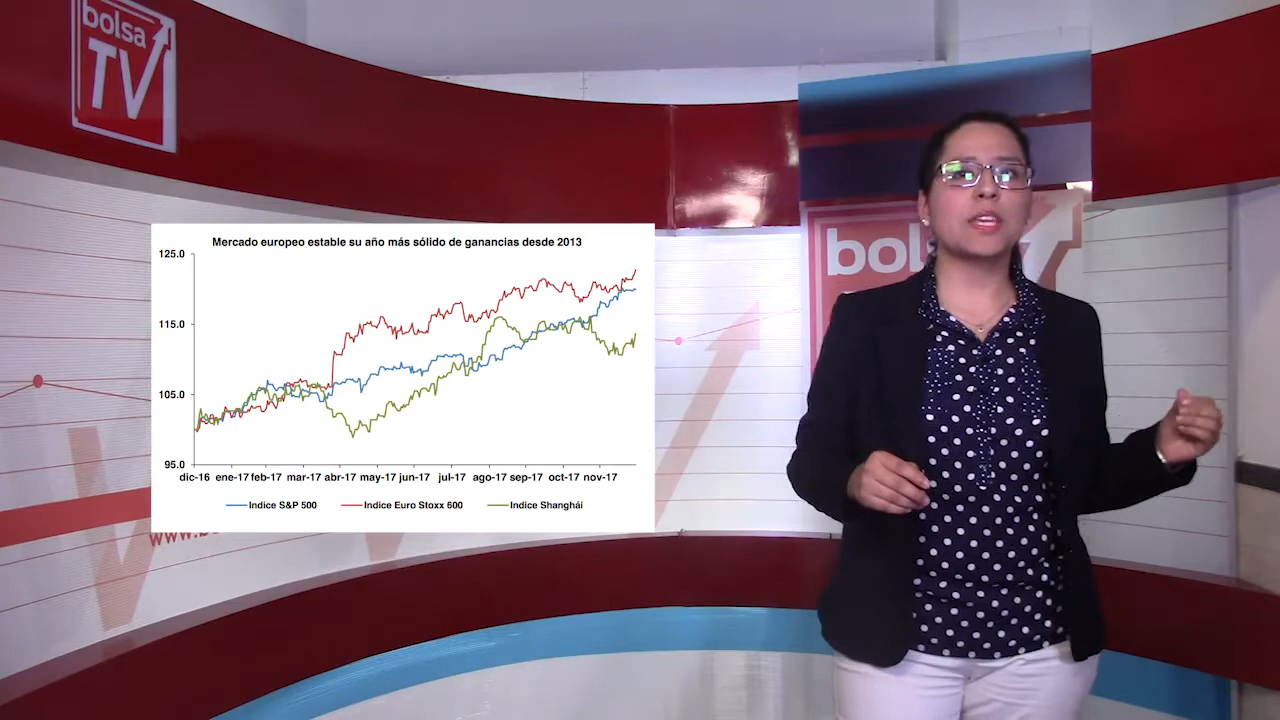 bolsa
TV
Mercado europeo estable su año más sólido de ganancias desde 2013
125.0
115.0
105.0
95.0
dic-16 ene-17 feb-17 mar-17 abr-17 may-17 jun-17 jul-17 ago-17 sep-17 oct-17 nov-17
Indice S&P 500 Indice Euro Stoxx 600 Indice Shanghái